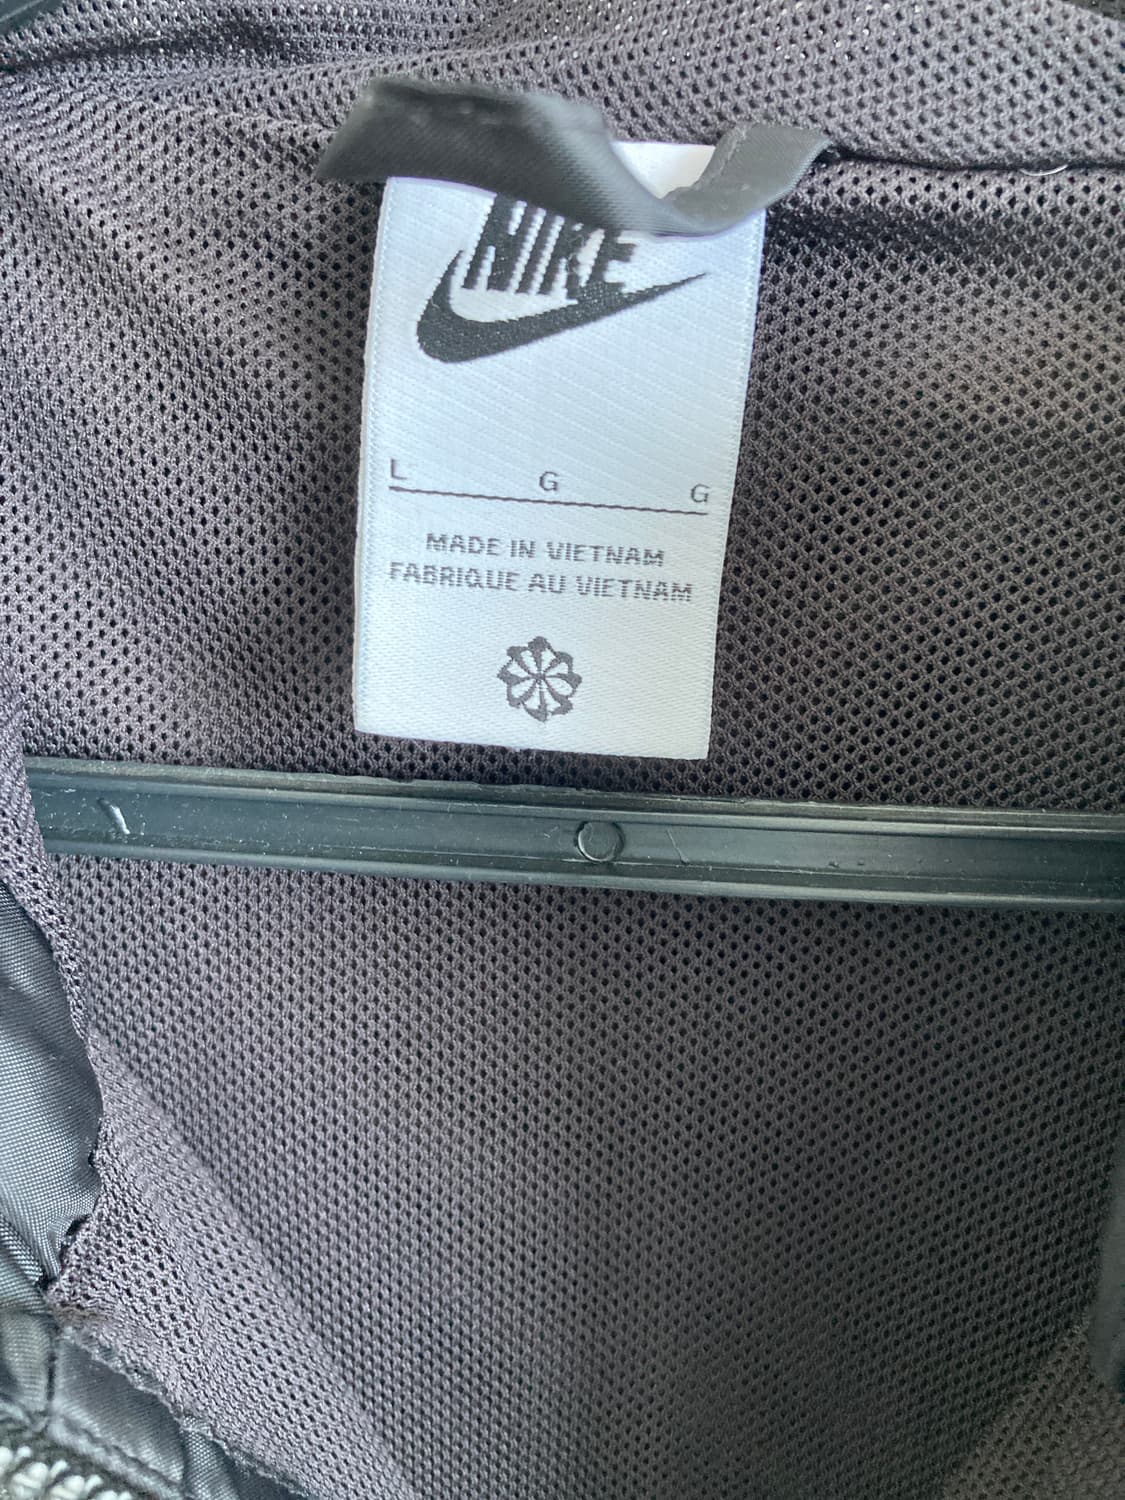 NIKE
L G G
MADE IN VIETNAM
FABRIQUE AU VIETNAM